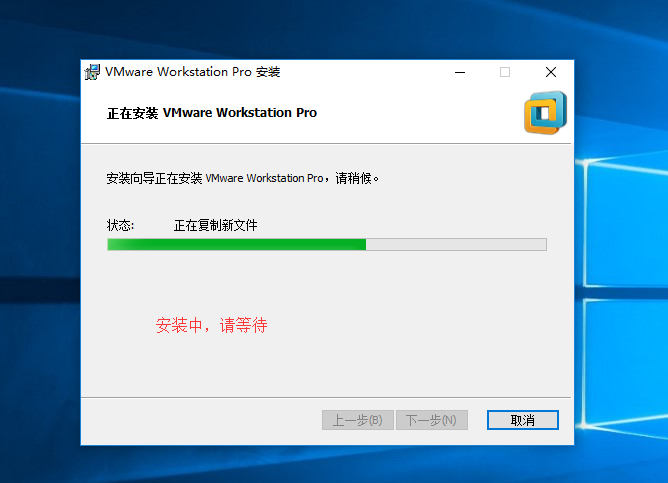 VMware Workstation Pro 安装
正在安装 VMware Workstation Pro
安装向导正在安装 VMware Workstation Pro，请稍候。
状态: 正在复制新文件
安装中，请等待
上一步(B) 下一步(N) 取消